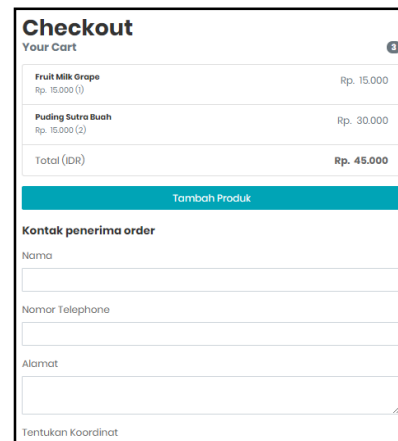 Checkout
Your Cart 3
Fruit Milk Grape Rp. 15.000
Rp. 15.000 (1)
Puding Sutra Buah Rp. 30.000
Rp. 15.000 (2)
Total (IDR) Rp. 45.000
Tambah Produk
Kontak penerima order
Nama
Nomor Telephone
Alamat
Tentukan Koordinat